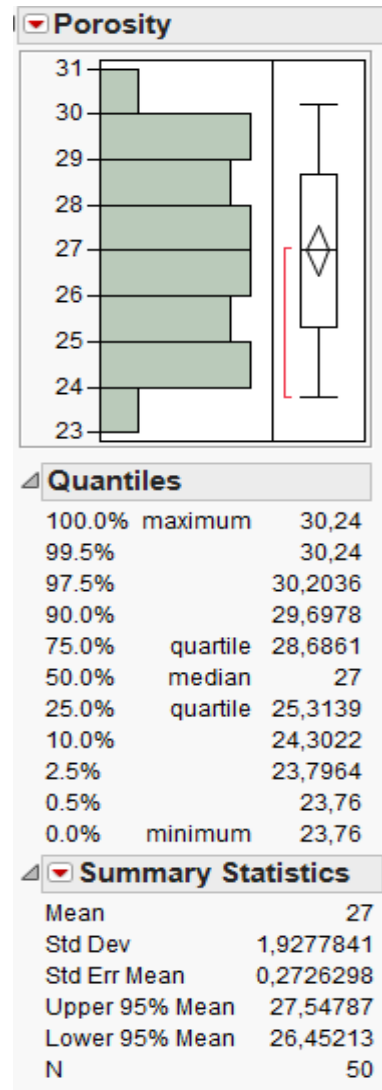 Porosity
31
30
29
28
27
26
25
24
23
Quantiles
100.0% maximum 30,24
99.5% 30,24
97.5% 30,2036
90.0% 29,6978
75.0% quartile 28,6861
50.0% median 27
25.0% quartile 25,3139
10.0% 24,3022
2.5% 23,7964
0.5% 23,76
0.0% minimum 23,76
Summary Statistics
Mean 27
Std Dev 1,9277841
Std Err Mean 0,2726298
Upper 95% Mean 27,54787
Lower 95% Mean 26,45213
N 50